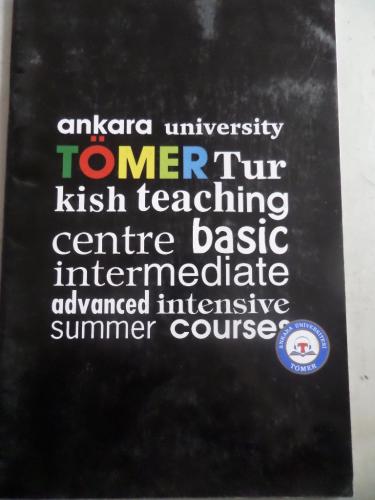 ankara university
TÖMER Tur
kish teaching
centre basic
intermediate
advanced intensive
summer courses
ANKARA ÜNİVERSİTESİ
TÖMER